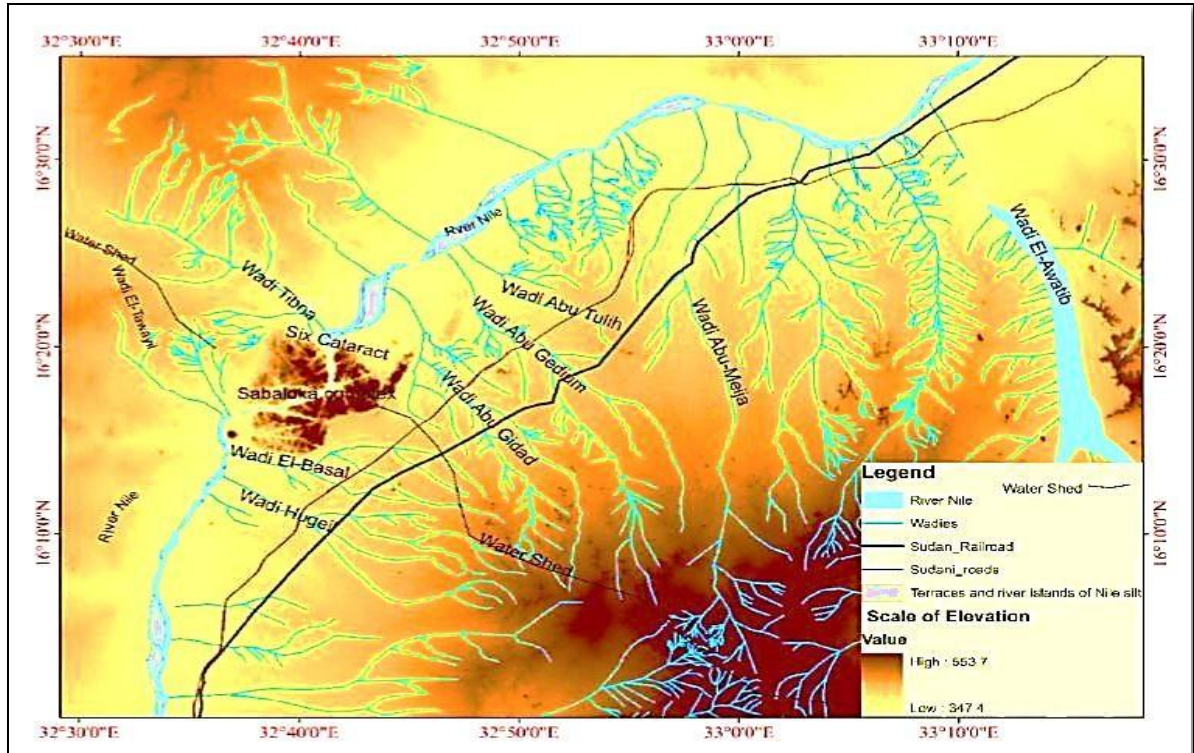 32°30'0"E 32°40'0"E 32°50'0"E 33°0'0"E 33°10'0"E
16°30'0"N
16°30'0"N
River Nile
Wadi El-Awatib
Water Shed
Wadi El-Tawayi
Wadi Tibna
Wadi Abu Tulih
Six Cataract
16°20'0"N
16°20'0"N
Wadi Abu Gedum
Wadi Abu-Meija
Sabaloka complex
Wadi Abu Gidad
Wadi El-Basal
River Nile
Wadi Hugeij
16°10'0"N
16°10'0"N
Water Shed
Legend
Water Shed
River Nile
Wadies
Sudan_Railroad
Sudani_roads
Terraces and river Islands of Nile silt
Scale of Elevation
Value
High : 553.7
Low : 347.4
32°30'0"E 32°40'0"E 32°50'0"E 33°0'0"E 33°10'0"E